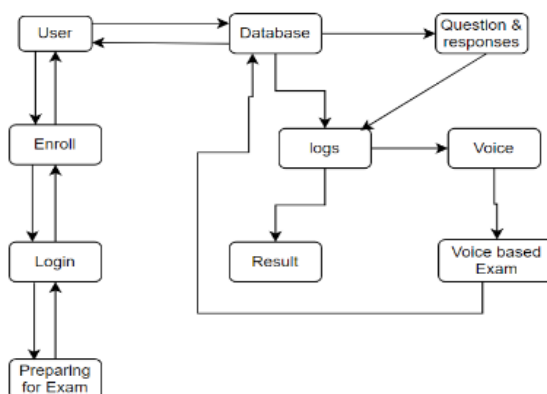 User
Database
Question &
responses
Enroll
logs
Voice
Login
Result
Voice based
Exam
Preparing
for Exam